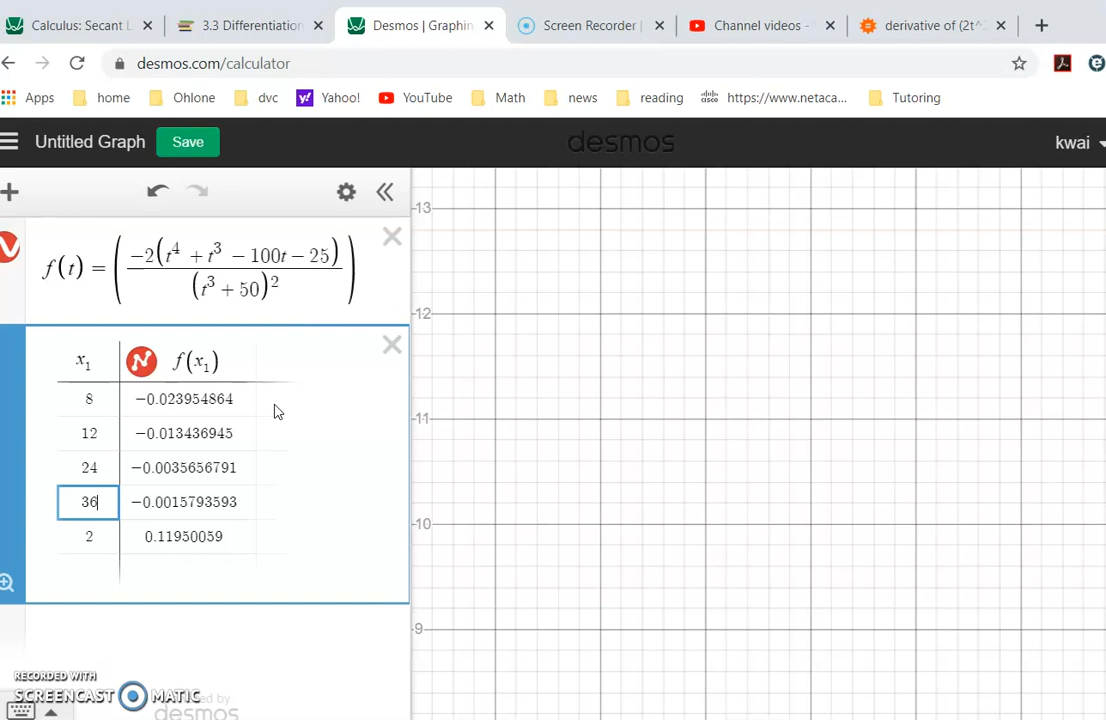 Calculus: Secant L
3.3 Differentiation
Desmos | Graphin
Screen Recorder |
Channel videos -
derivative of (2t^
desmos.com/calculator
Apps home Ohlone dvc Yahoo! YouTube Math news reading https://www.netaca... Tutoring
Untitled Graph Save desmos kwai
f(t) = (−2(t⁴ + t³ − 100t − 25) / (t³ + 50)²)
x₁ f(x₁)
8 −0.023954864
12 −0.013436945
24 −0.0035656791
36 −0.0015793593
2 0.11950059
13
12
11
10
9
RECORDED WITH
SCREENCAST MATIC
desmos